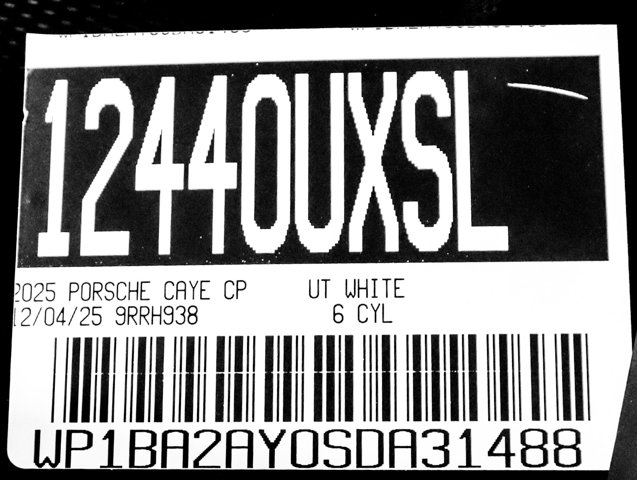 12440UXSL
2025 PORSCHE CAYE CP UT WHITE
12/04/25 9RRH938 6 CYL
WP1BA2AY0SDA31488